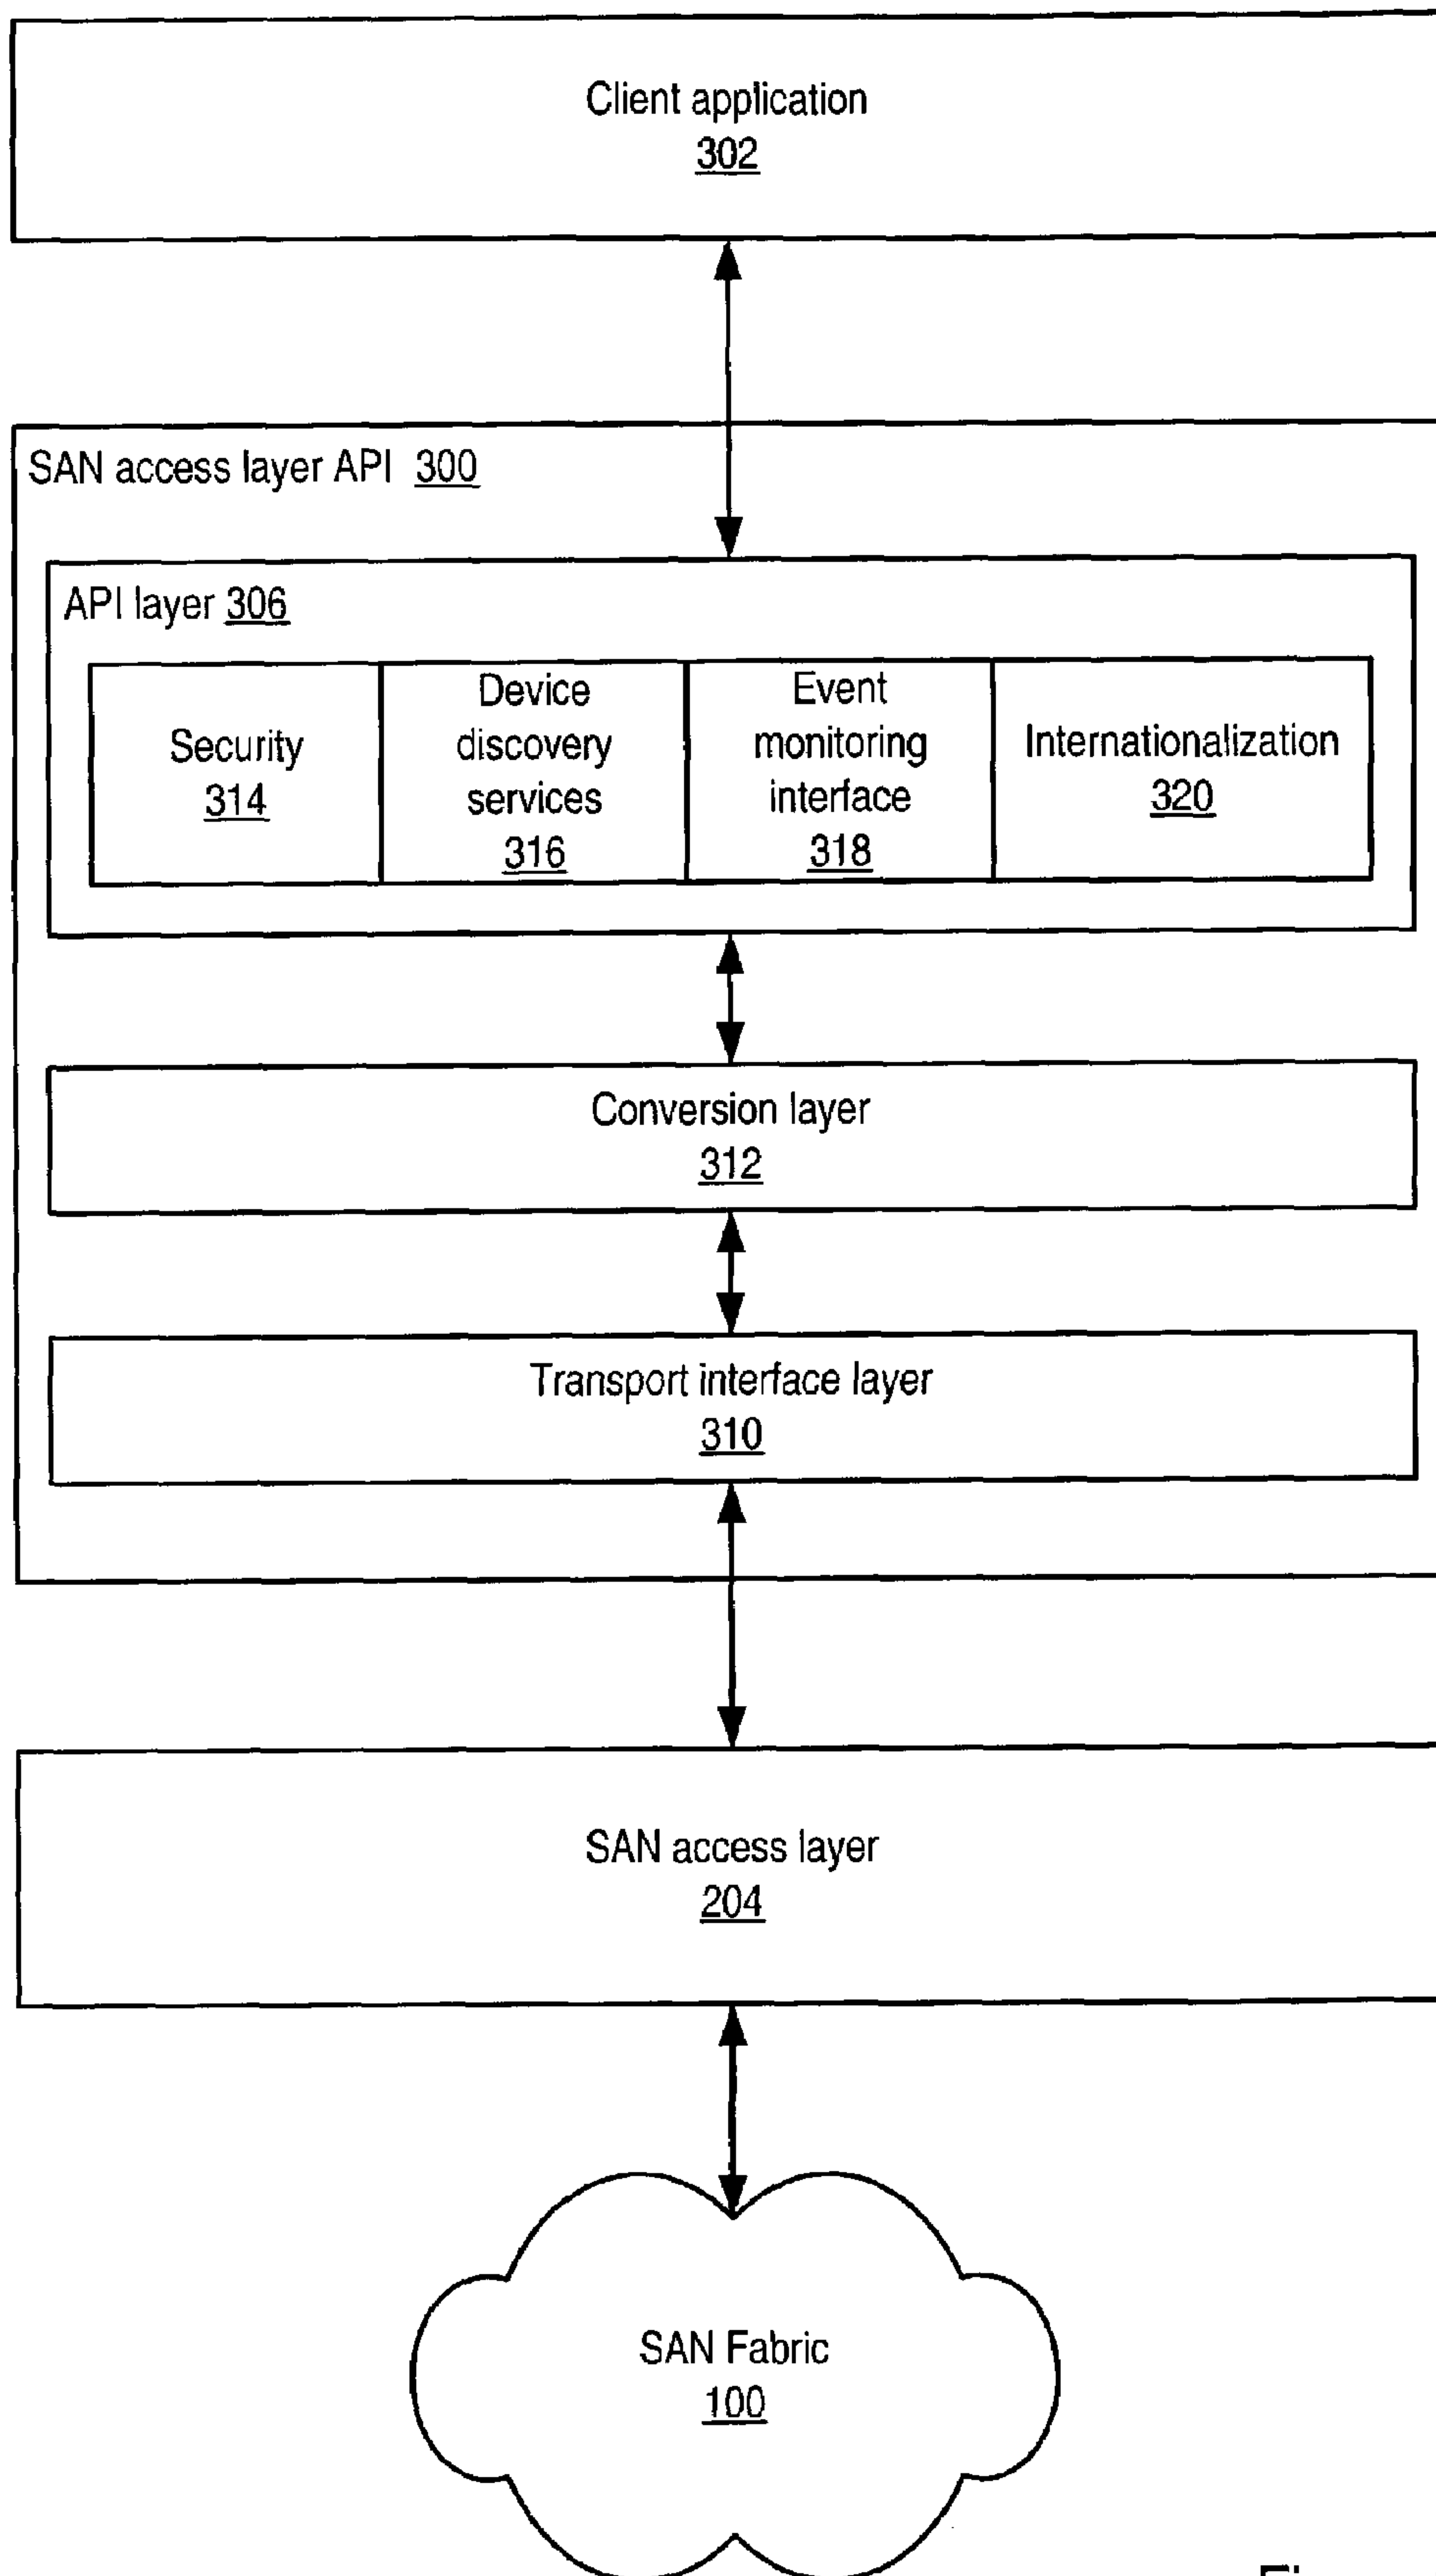 Client application
302
SAN access layer API 300
API layer 306
Security
314
Device
discovery
services
316
Event
monitoring
interface
318
Internationalization
320
Conversion layer
312
Transport interface layer
310
SAN access layer
204
SAN Fabric
100